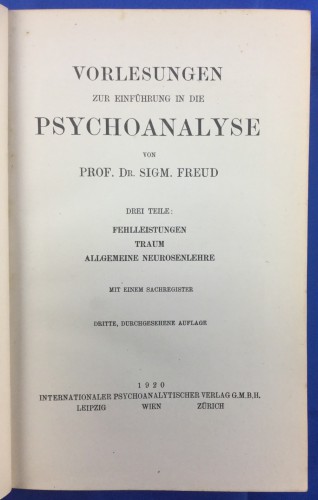 VORLESUNGEN
ZUR EINFÜHRUNG IN DIE
PSYCHOANALYSE
VON
PROF. DR. SIGM. FREUD
DREI TEILE:
FEHLLEISTUNGEN
TRAUM
ALLGEMEINE NEUROSENLEHRE
MIT EINEM SACHREGISTER
DRITTE, DURCHGESEHENE AUFLAGE
1920
INTERNATIONALER PSYCHOANALYTISCHER VERLAG G.M.B.H.
LEIPZIG WIEN ZÜRICH